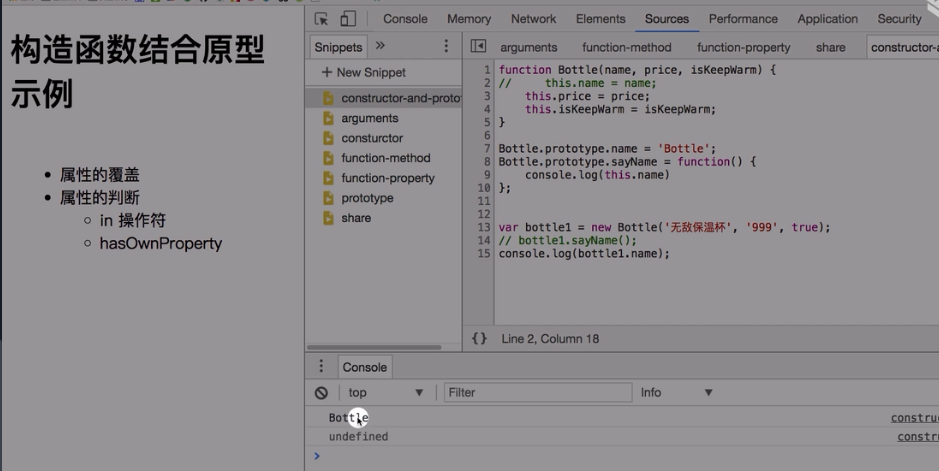 构造函数结合原型
示例
属性的覆盖
属性的判断
in 操作符
hasOwnProperty
Console Memory Network Elements Sources Performance Application Security
Snippets »
arguments function-method function-property share constructor-a
+ New Snippet
constructor-and-proto
arguments
consturctor
function-method
function-property
prototype
share
1 function Bottle(name, price, isKeepWarm) {
2 //     this.name = name;
3     this.price = price;
4     this.isKeepWarm = isKeepWarm;
5 }
6
7 Bottle.prototype.name = 'Bottle';
8 Bottle.prototype.sayName = function() {
9     console.log(this.name)
10 };
11
12
13 var bottle1 = new Bottle('无敌保温杯', '999', true);
14 // bottle1.sayName();
15 console.log(bottle1.name);
{} Line 2, Column 18
Console
top Filter Info
Bottle constru
undefined constr
>